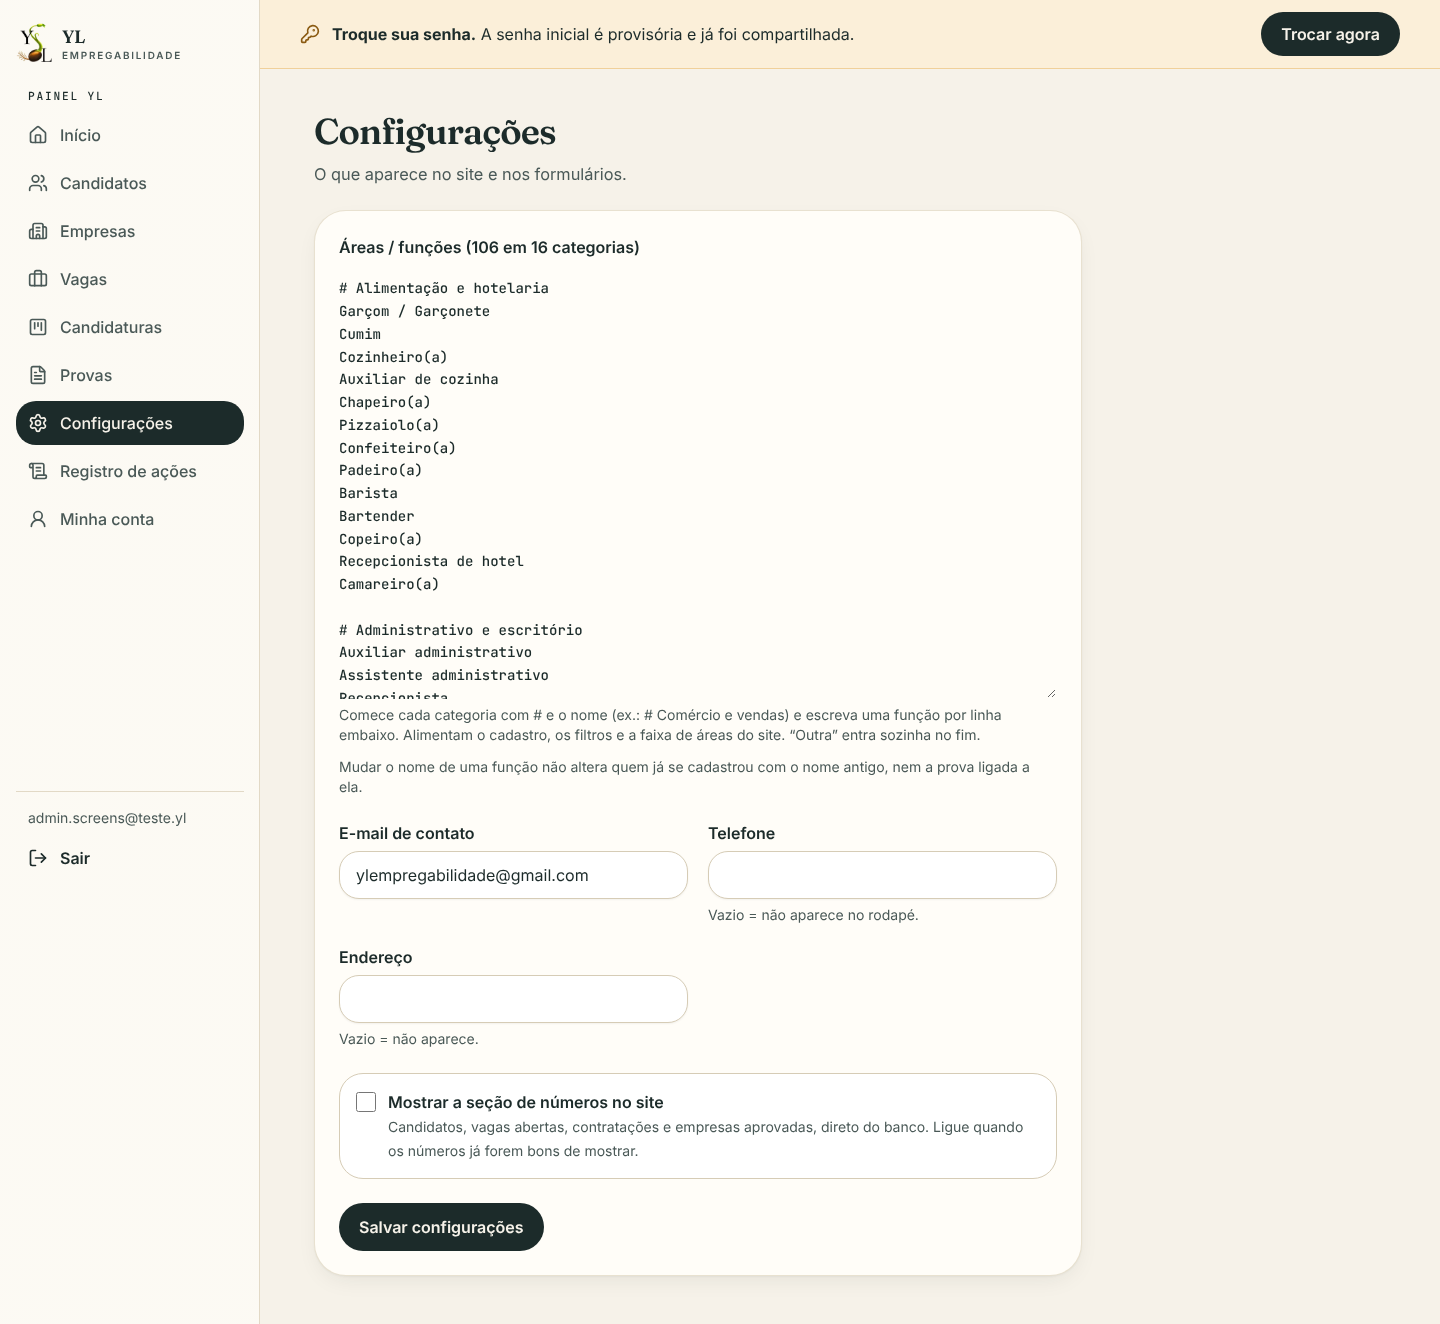 YL
YL
EMPREGABILIDADE
PAINEL YL
Início
Candidatos
Empresas
Vagas
Candidaturas
Provas
Configurações
Registro de ações
Minha conta
admin.screens@teste.yl
Sair
Troque sua senha. A senha inicial é provisória e já foi compartilhada.
Trocar agora
Configurações
O que aparece no site e nos formulários.
Áreas / funções (106 em 16 categorias)
# Alimentação e hotelaria
Garçom / Garçonete
Cumim
Cozinheiro(a)
Auxiliar de cozinha
Chapeiro(a)
Pizzaiolo(a)
Confeiteiro(a)
Padeiro(a)
Barista
Bartender
Copeiro(a)
Recepcionista de hotel
Camareiro(a)
# Administrativo e escritório
Auxiliar administrativo
Assistente administrativo
Recepcionista
Comece cada categoria com # e o nome (ex.: # Comércio e vendas) e escreva uma função por linha
embaixo. Alimentam o cadastro, os filtros e a faixa de áreas do site. “Outra” entra sozinha no fim.
Mudar o nome de uma função não altera quem já se cadastrou com o nome antigo, nem a prova ligada a
ela.
E-mail de contato
ylempregabilidade@gmail.com
Telefone
Vazio = não aparece no rodapé.
Endereço
Vazio = não aparece.
Mostrar a seção de números no site
Candidatos, vagas abertas, contratações e empresas aprovadas, direto do banco. Ligue quando
os números já forem bons de mostrar.
Salvar configurações